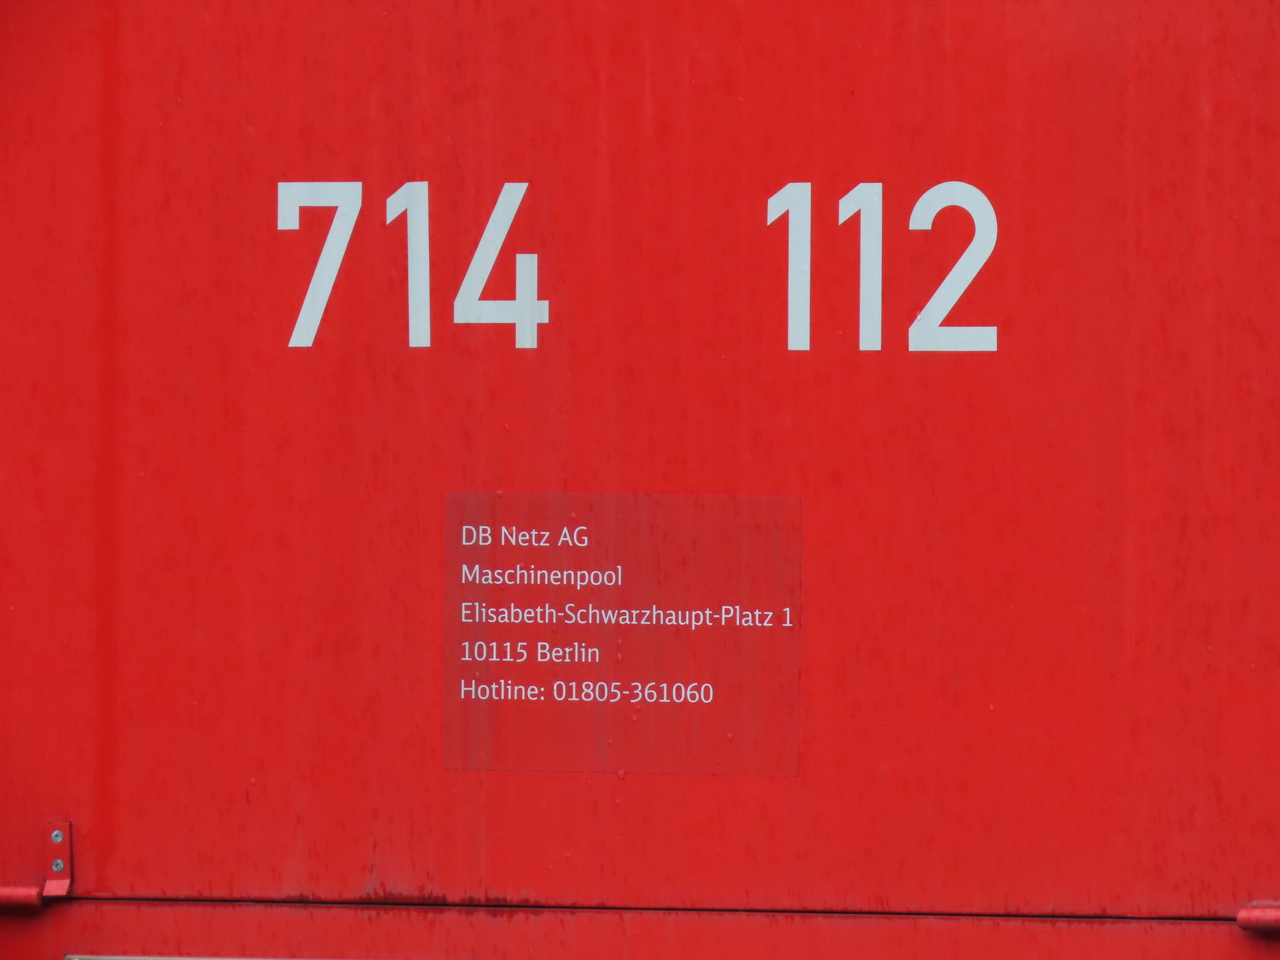 714 112
DB Netz AG
Maschinenpool
Elisabeth-Schwarzhaupt-Platz 1
10115 Berlin
Hotline: 01805-361060